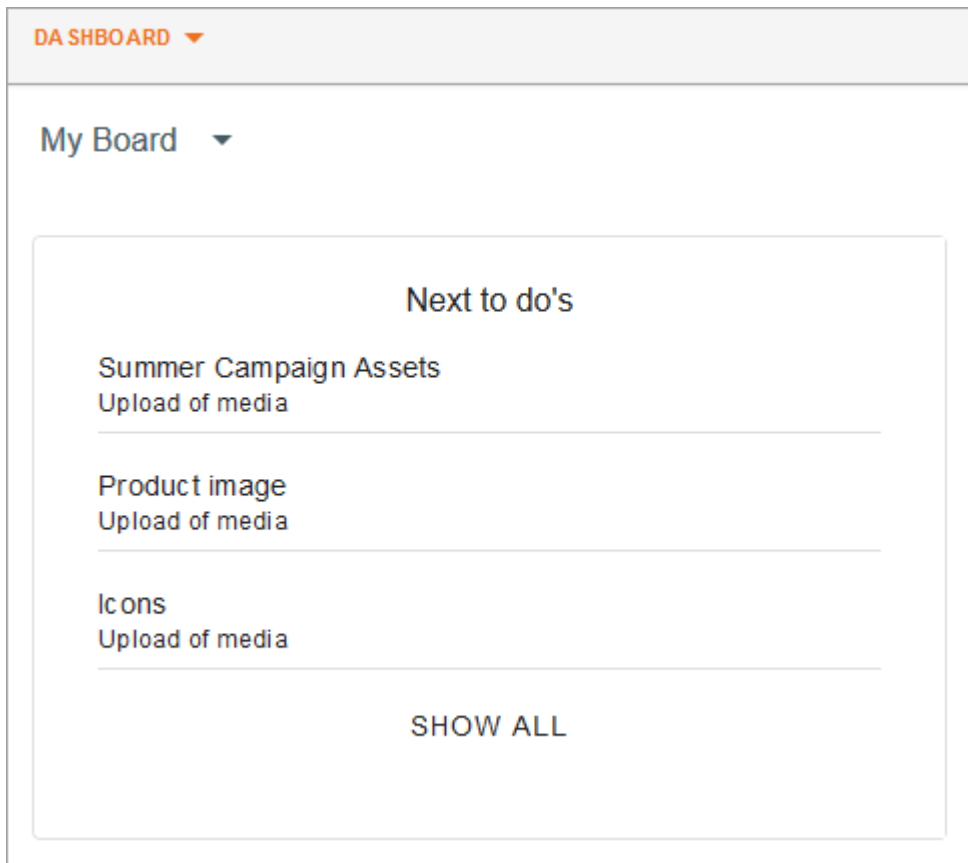 DASHBOARD
My Board
Next to do's
Summer Campaign Assets
Upload of media
Product image
Upload of media
Icons
Upload of media
SHOW ALL